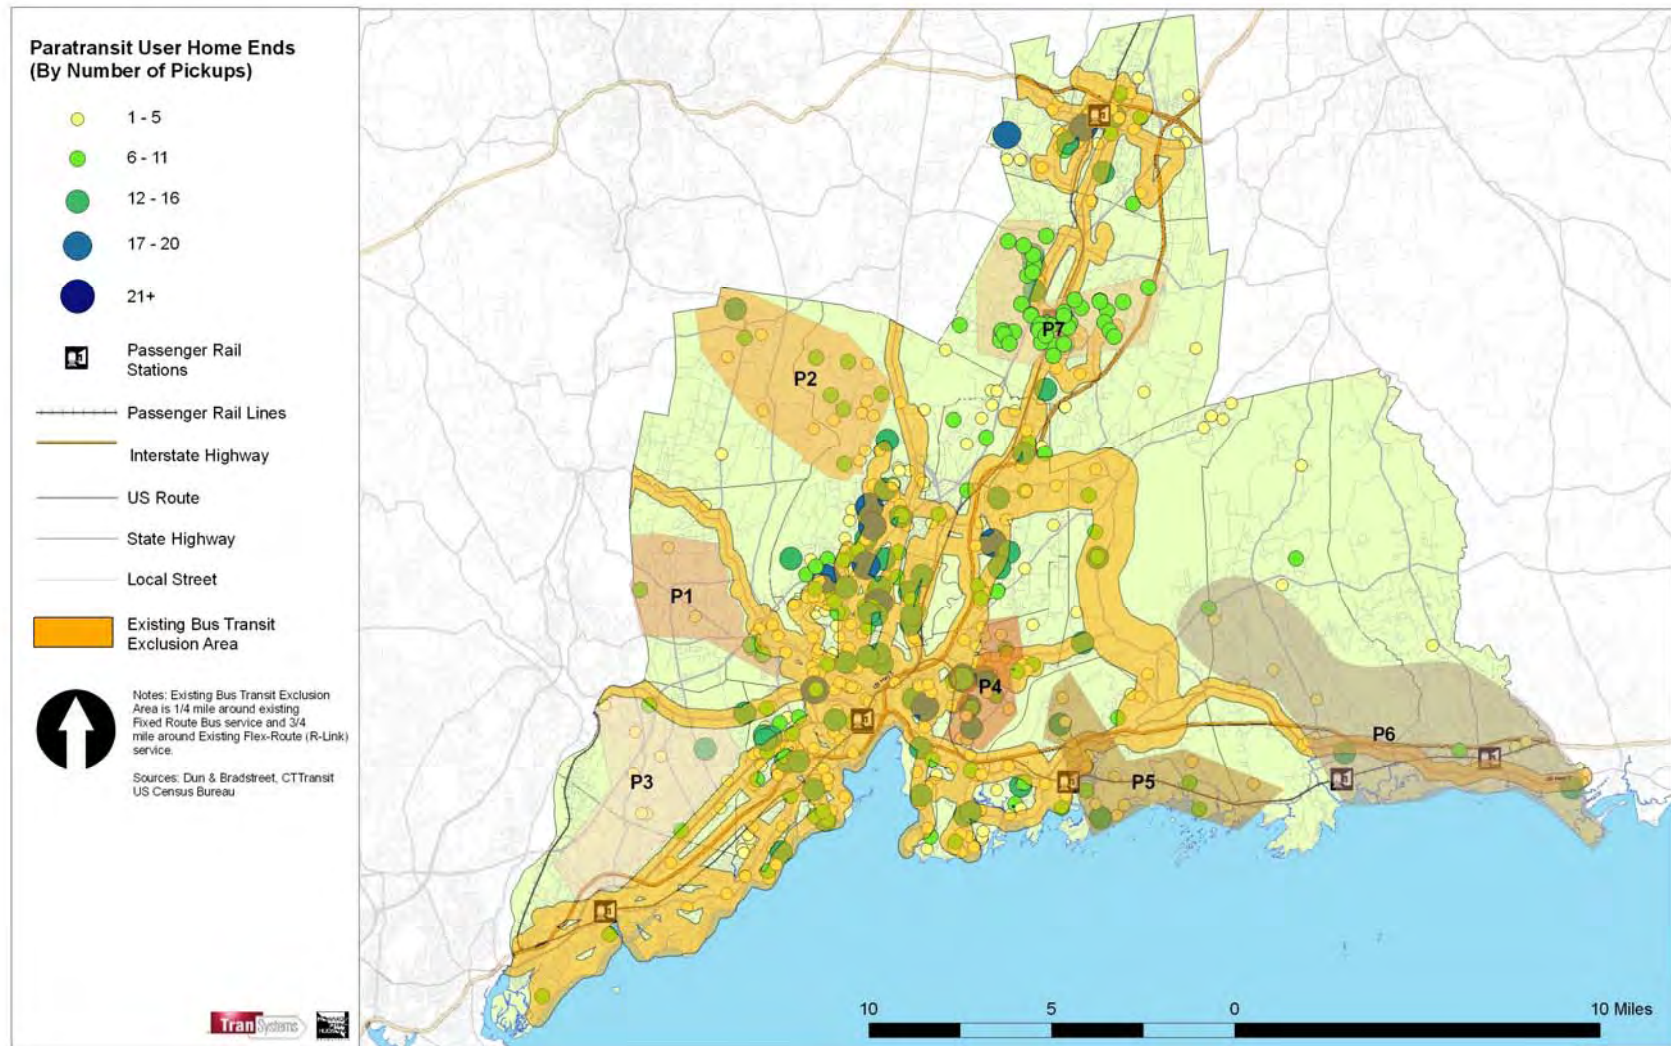 Paratransit User Home Ends
(By Number of Pickups)
1 - 5
6 - 11
12 - 16
17 - 20
21+
Passenger Rail
Stations
Passenger Rail Lines
Interstate Highway
US Route
State Highway
Local Street
Existing Bus Transit
Exclusion Area
Notes: Existing Bus Transit Exclusion
Area is 1/4 mile around existing
Fixed Route Bus service and 3/4
mile around Existing Flex-Route (R-Link)
service.
Sources: Dun & Bradstreet, CTTransit
US Census Bureau
TranSystems
P7
P2
P1
P4
P3
P5
P6
10
5
0
10 Miles